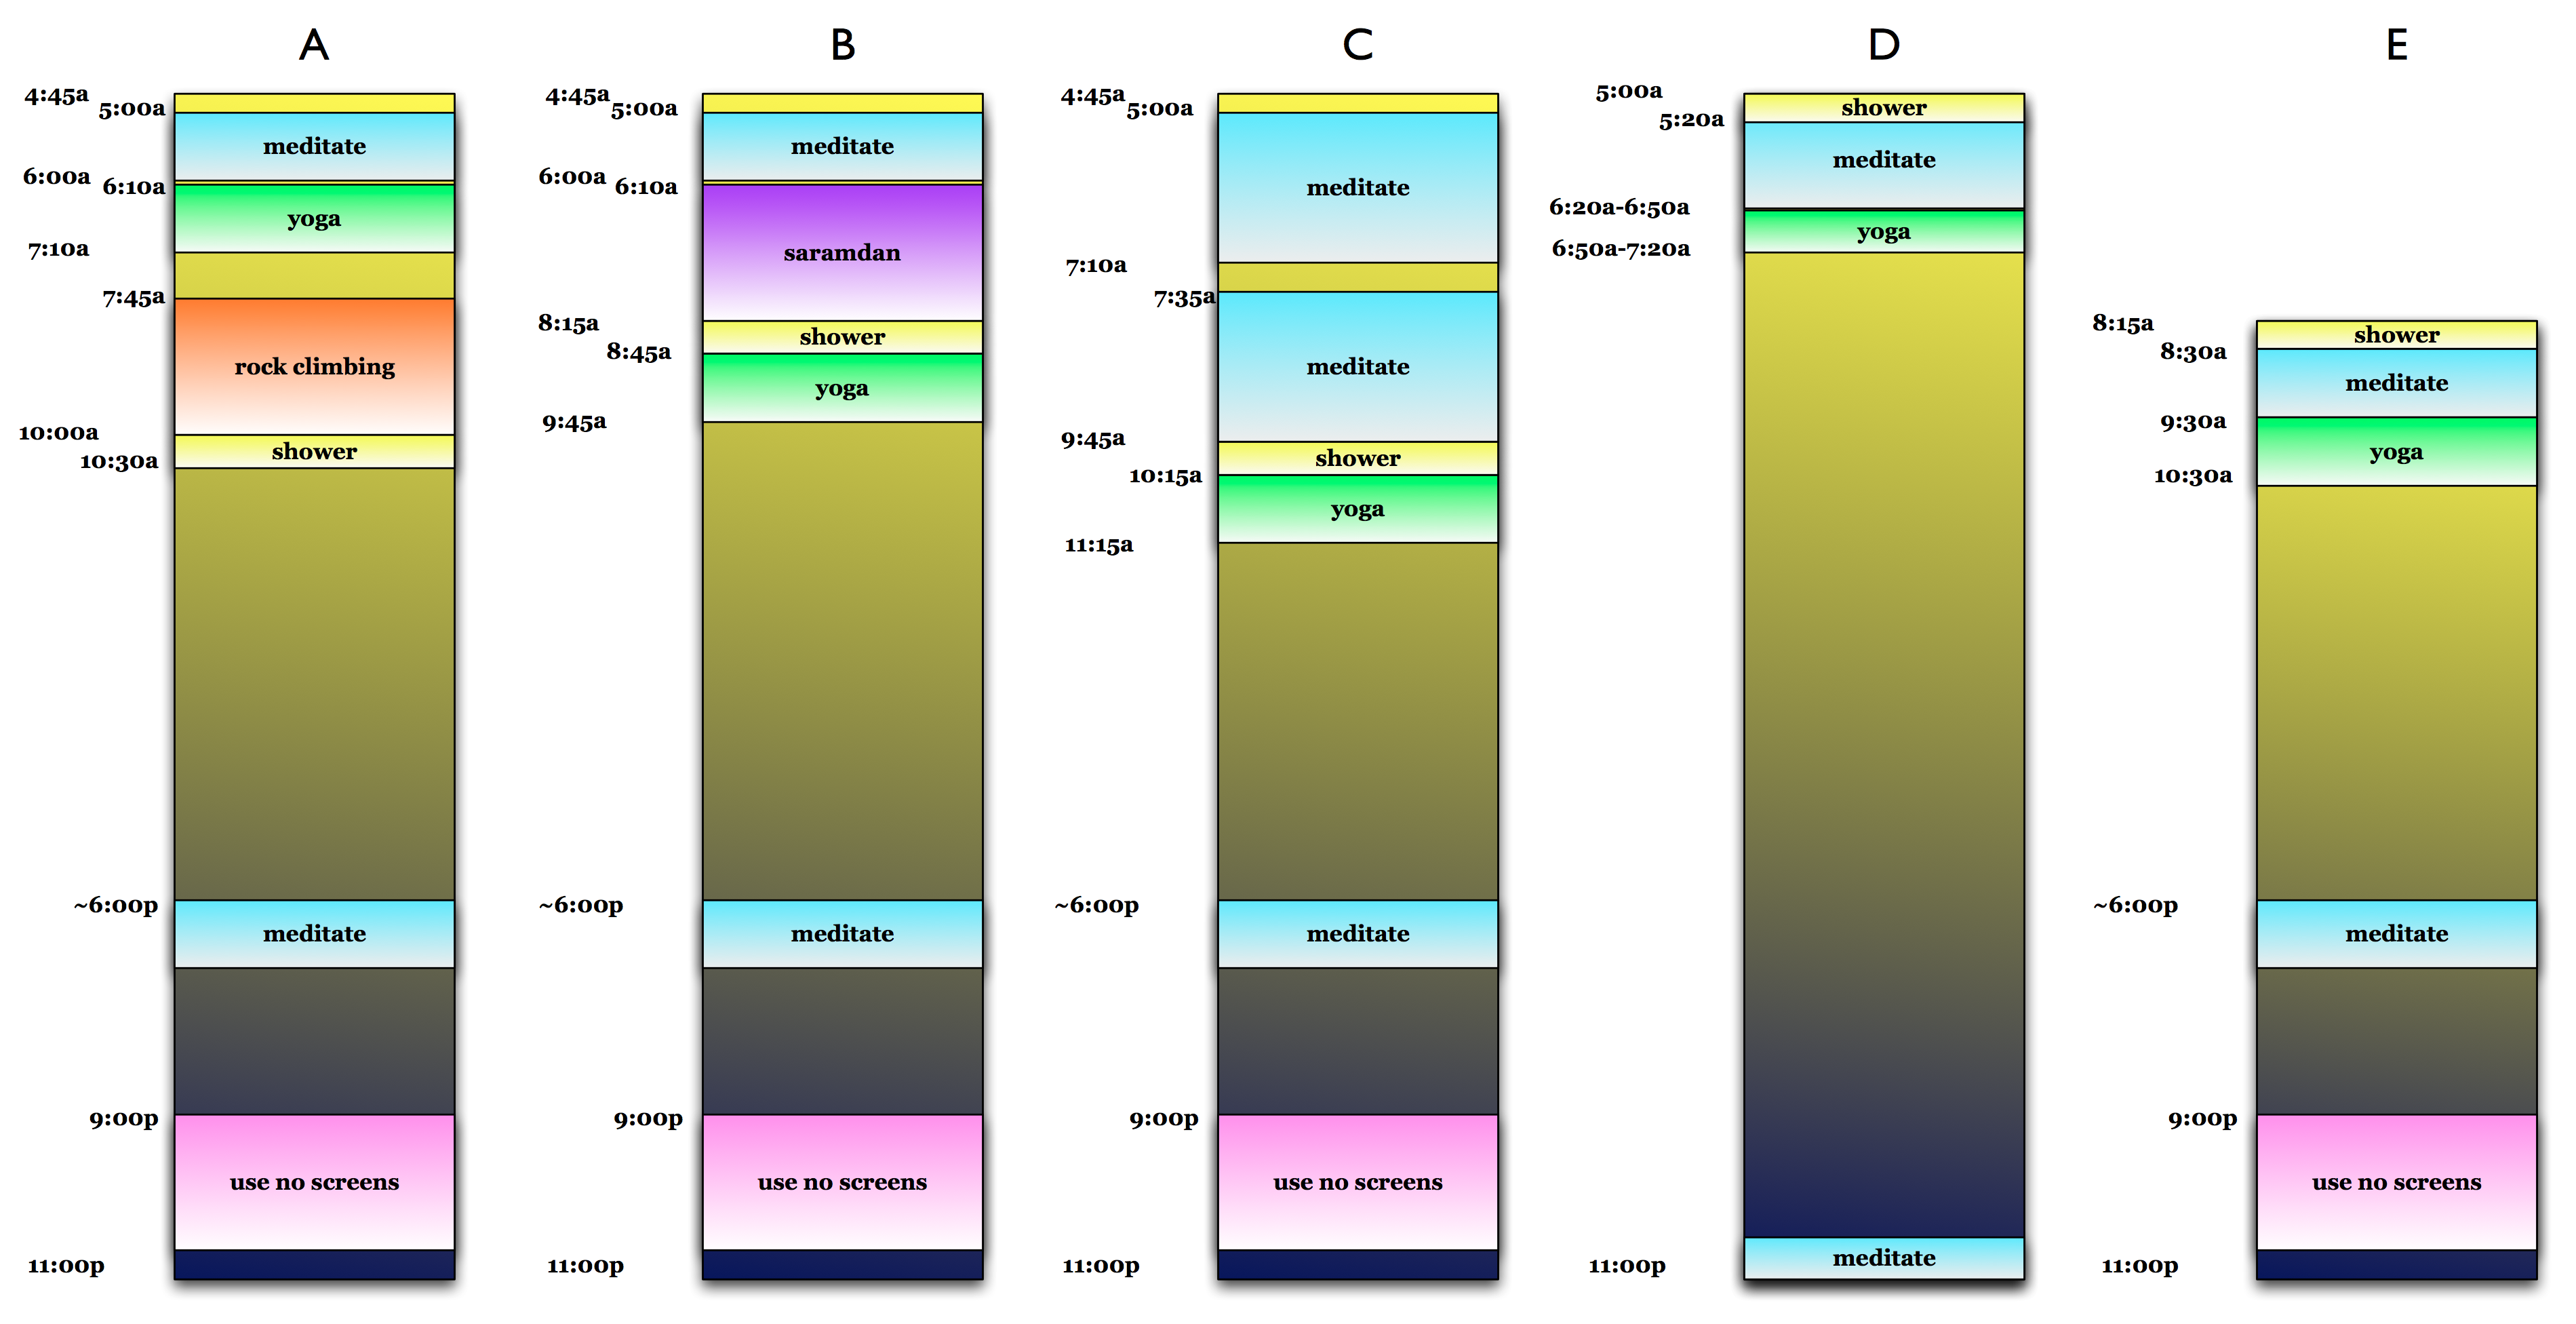 A
4:45a
5:00a
meditate
6:00a
6:10a
yoga
7:10a
7:45a
rock climbing
10:00a
shower
10:30a
~6:00p
meditate
9:00p
use no screens
11:00p
B
4:45a
5:00a
meditate
6:00a
6:10a
saramdan
8:15a
shower
8:45a
yoga
9:45a
~6:00p
meditate
9:00p
use no screens
11:00p
C
4:45a
5:00a
meditate
7:10a
7:35a
meditate
9:45a
shower
10:15a
yoga
11:15a
~6:00p
meditate
9:00p
use no screens
11:00p
D
5:00a
shower
5:20a
meditate
6:20a-6:50a
yoga
6:50a-7:20a
meditate
11:00p
E
8:15a
shower
8:30a
meditate
9:30a
yoga
10:30a
~6:00p
meditate
9:00p
use no screens
11:00p